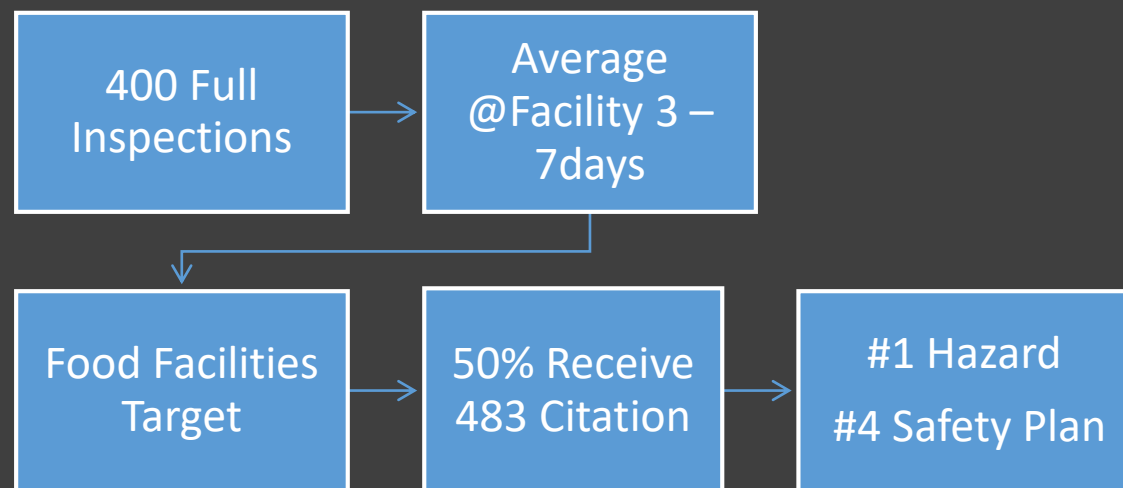 400 Full
Inspections
Average
@Facility 3 –
7days
Food Facilities
Target
50% Receive
483 Citation
#1 Hazard
#4 Safety Plan